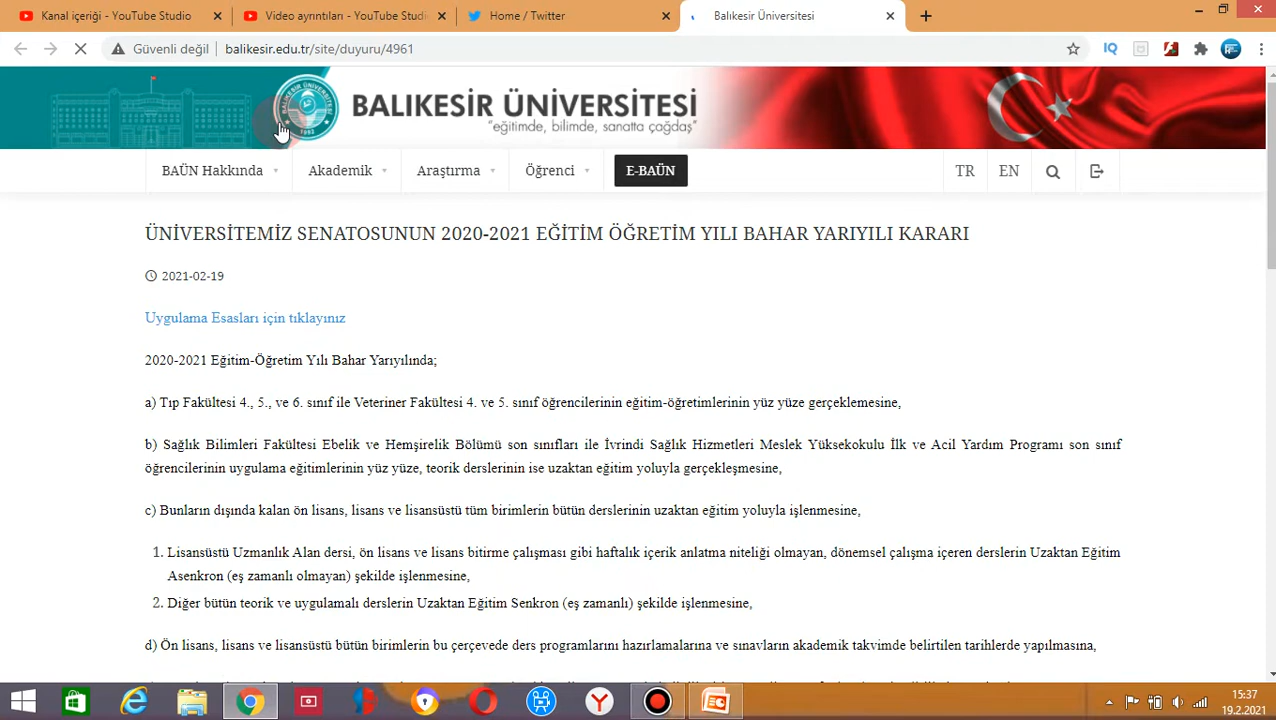 Kanal içeriği - YouTube Studio
Video ayrıntıları - YouTube Studi
Home / Twitter
Balıkesir Üniversitesi
Güvenli değil
balikesir.edu.tr/site/duyuru/4961
IQ
BALIKESİR ÜNİVERSİTESİ
1992
BALIKESİR ÜNİVERSİTESİ
"eğitimde, bilimde, sanatta çağdaş"
BAÜN Hakkında
Akademik
Araştırma
Öğrenci
E-BAÜN
TR
EN
ÜNİVERSİTEMİZ SENATOSUNUN 2020-2021 EĞİTİM ÖĞRETİM YILI BAHAR YARIYILI KARARI
2021-02-19
Uygulama Esasları için tıklayınız
2020-2021 Eğitim-Öğretim Yılı Bahar Yarıyılında;
a) Tıp Fakültesi 4., 5., ve 6. sınıf ile Veteriner Fakültesi 4. ve 5. sınıf öğrencilerinin eğitim-öğretimlerinin yüz yüze gerçeklemesine,
b) Sağlık Bilimleri Fakültesi Ebelik ve Hemşirelik Bölümü son sınıfları ile İvrindi Sağlık Hizmetleri Meslek Yüksekokulu İlk ve Acil Yardım Programı son sınıf
öğrencilerinin uygulama eğitimlerinin yüz yüze, teorik derslerinin ise uzaktan eğitim yoluyla gerçekleşmesine,
c) Bunların dışında kalan ön lisans, lisans ve lisansüstü tüm birimlerin bütün derslerinin uzaktan eğitim yoluyla işlenmesine,
1. Lisansüstü Uzmanlık Alan dersi, ön lisans ve lisans bitirme çalışması gibi haftalık içerik anlatma niteliği olmayan, dönemsel çalışma içeren derslerin Uzaktan Eğitim
Asenkron (eş zamanlı olmayan) şekilde işlenmesine,
2. Diğer bütün teorik ve uygulamalı derslerin Uzaktan Eğitim Senkron (eş zamanlı) şekilde işlenmesine,
d) Ön lisans, lisans ve lisansüstü bütün birimlerin bu çerçevede ders programlarını hazırlamalarına ve sınavların akademik takvimde belirtilen tarihlerde yapılmasına,
15:37
19.2.2021